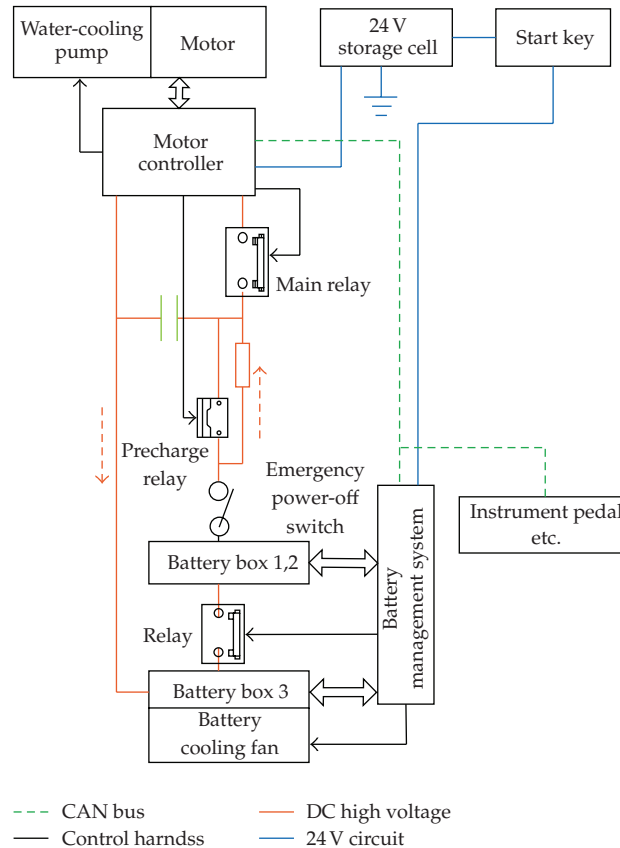 Water-cooling
pump
Motor
24 V
storage cell
Start key
Motor
controller
Main relay
Precharge
relay
Emergency
power-off
switch
Instrument pedal
etc.
Battery box 1,2
Battery
management system
Relay
Battery box 3
Battery
cooling fan
CAN bus
DC high voltage
Control harndss
24 V circuit